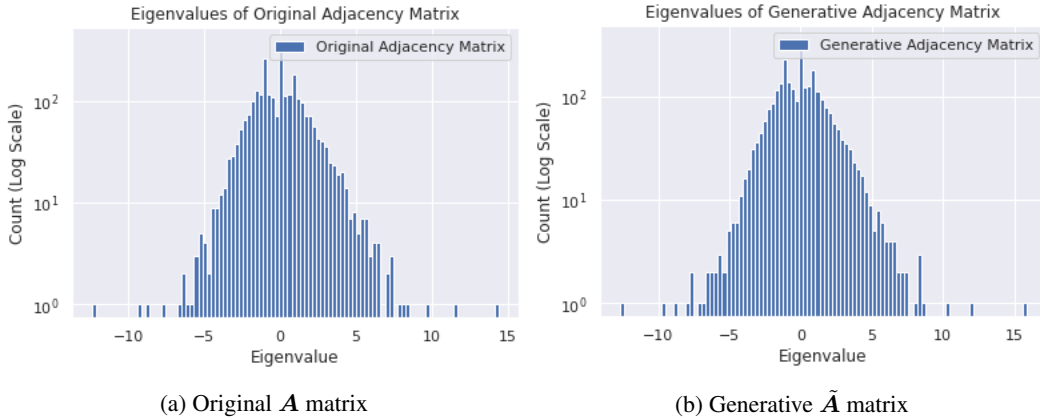 Eigenvalues of Original Adjacency Matrix
Original Adjacency Matrix
Count (Log Scale)
10²
10¹
10⁰
−10 −5 0 5 10 15
Eigenvalue
(a) Original A matrix
Eigenvalues of Generative Adjacency Matrix
Generative Adjacency Matrix
Count (Log Scale)
10²
10¹
10⁰
−10 −5 0 5 10 15
Eigenvalue
(b) Generative Ã matrix